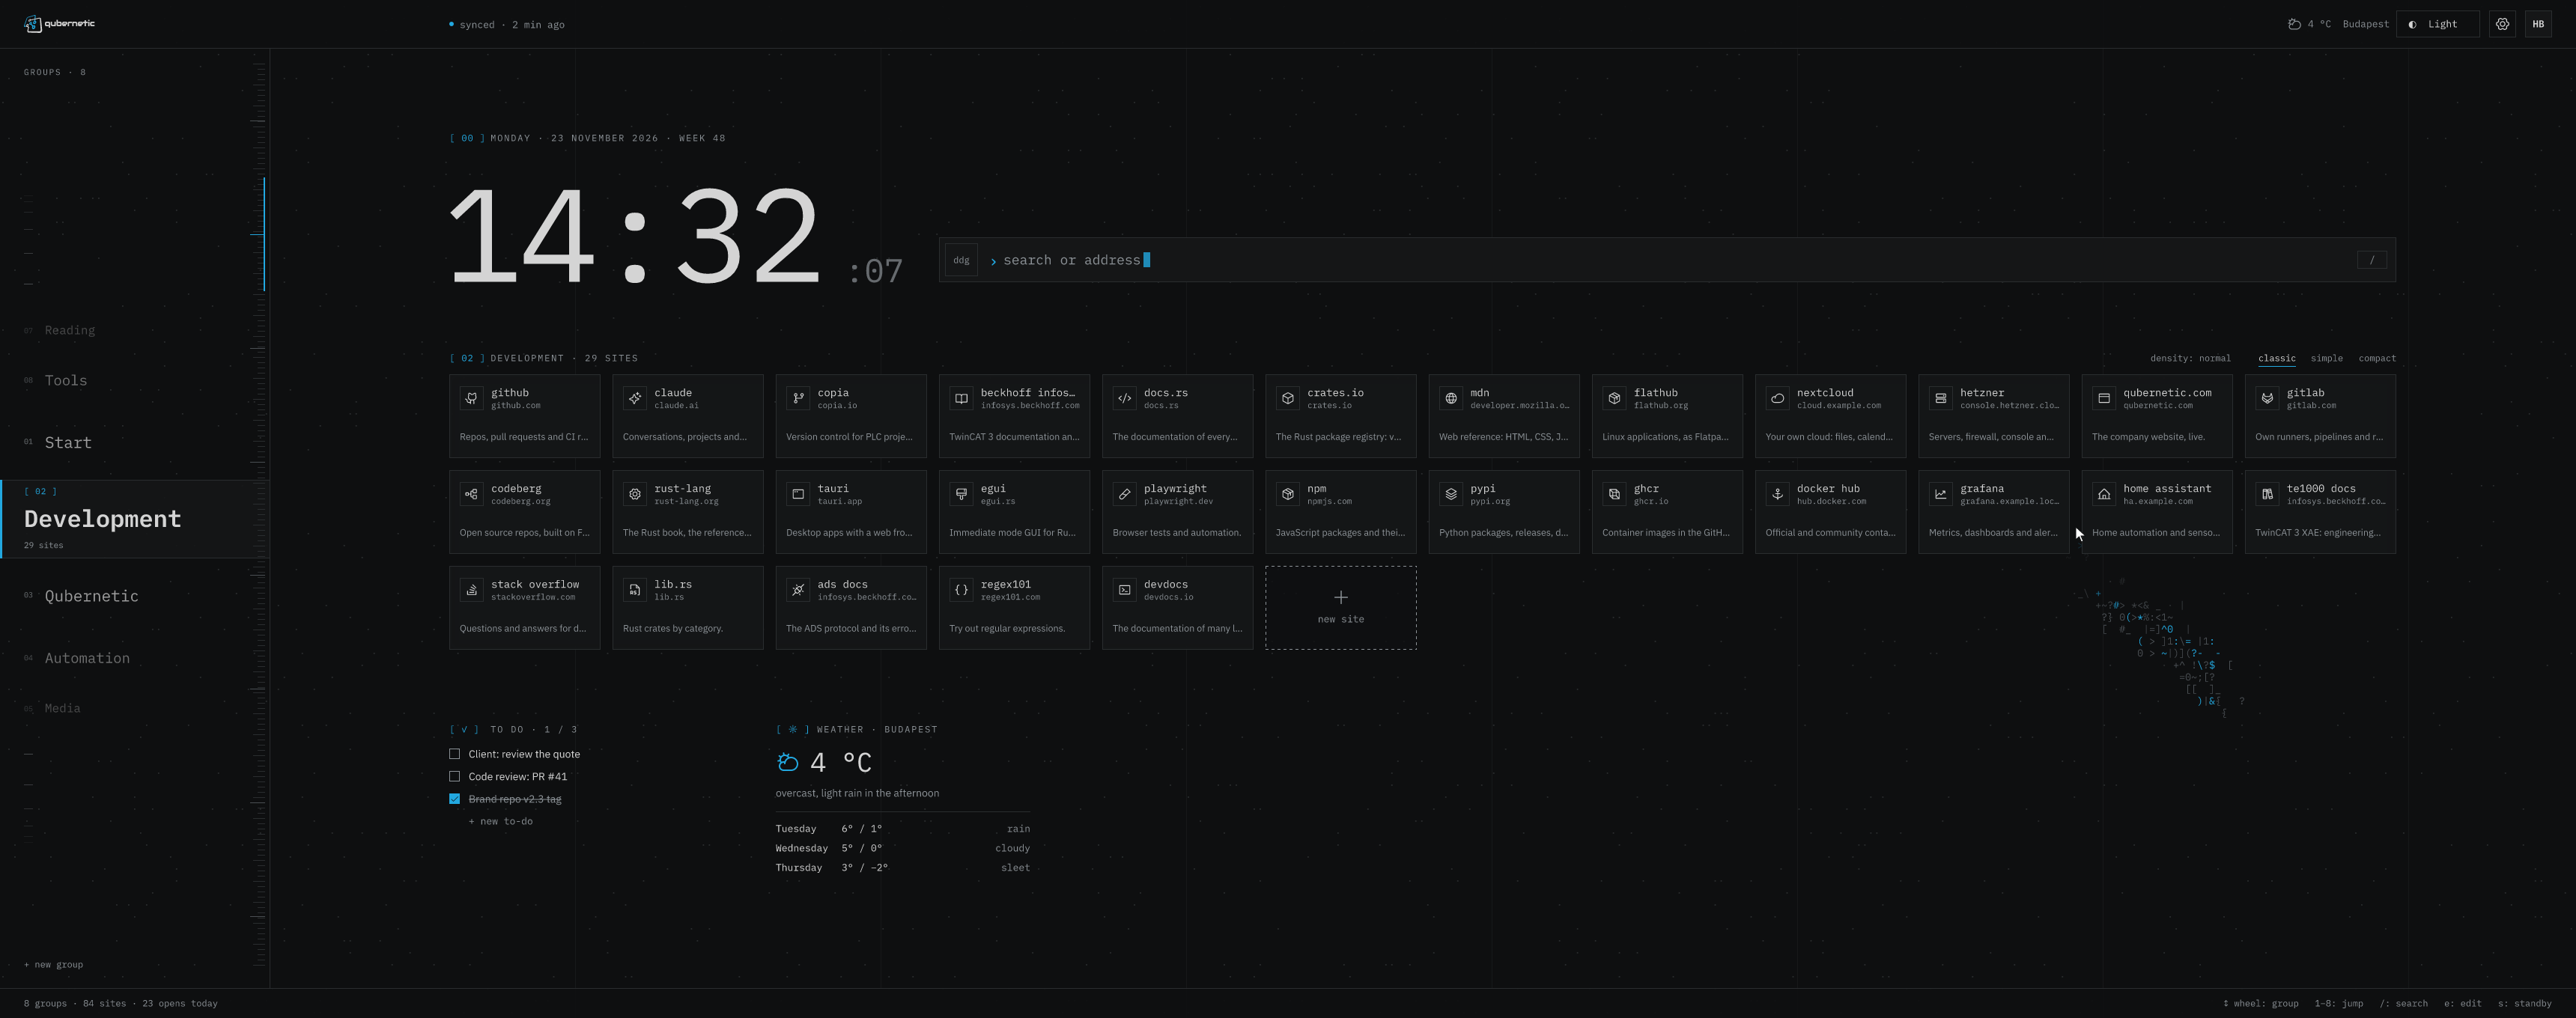 qubernetic
synced · 2 min ago
4 °C Budapest
Light
HB
GROUPS · 8
07 Reading
08 Tools
01 Start
[ 02 ]
Development
29 sites
03 Qubernetic
04 Automation
05 Media
+ new group
[ 00 ] MONDAY · 23 NOVEMBER 2026 · WEEK 48
14:32 :07
ddg › search or address /
[ 02 ] DEVELOPMENT · 29 SITES
density: normal classic simple compact
github
github.com
Repos, pull requests and CI r…
claude
claude.ai
Conversations, projects and…
copia
copia.io
Version control for PLC proje…
beckhoff infos…
infosys.beckhoff.com
TwinCAT 3 documentation an…
docs.rs
docs.rs
The documentation of every…
crates.io
crates.io
The Rust package registry: v…
mdn
developer.mozilla.o…
Web reference: HTML, CSS, J…
flathub
flathub.org
Linux applications, as Flatpa…
nextcloud
cloud.example.com
Your own cloud: files, calend…
hetzner
console.hetzner.clo…
Servers, firewall, console an…
qubernetic.com
qubernetic.com
The company website, live.
gitlab
gitlab.com
Own runners, pipelines and r…
codeberg
codeberg.org
Open source repos, built on F…
rust-lang
rust-lang.org
The Rust book, the reference…
tauri
tauri.app
Desktop apps with a web fro…
egui
egui.rs
Immediate mode GUI for Ru…
playwright
playwright.dev
Browser tests and automation.
npm
npmjs.com
JavaScript packages and thei…
pypi
pypi.org
Python packages, releases, d…
ghcr
ghcr.io
Container images in the GitH…
docker hub
hub.docker.com
Official and community conta…
grafana
grafana.example.loc…
Metrics, dashboards and aler…
home assistant
ha.example.com
Home automation and senso…
te1000 docs
infosys.beckhoff.co…
TwinCAT 3 XAE: engineering…
stack overflow
stackoverflow.com
Questions and answers for d…
lib.rs
lib.rs
Rust crates by category.
ads docs
infosys.beckhoff.co…
The ADS protocol and its erro…
regex101
regex101.com
Try out regular expressions.
devdocs
devdocs.io
The documentation of many l…
+
new site
[ √ ] TO DO · 1 / 3
Client: review the quote
Code review: PR #41
Brand repo v2.3 tag
+ new to-do
[ ☼ ] WEATHER · BUDAPEST
4 °C
overcast, light rain in the afternoon
Tuesday 6° / 1° rain
Wednesday 5° / 0° cloudy
Thursday 3° / −2° sleet
8 groups · 84 sites · 23 opens today
↕ wheel: group 1–8: jump /: search e: edit s: standby